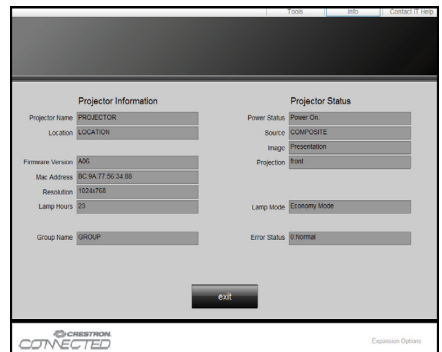 Tools Info Contact IT Help
Projector Information
Projector Name PROJECTOR
Location LOCATION
Firmware Version A06
Mac Address BC:9A:77:56:34:88
Resolution 1024x768
Lamp Hours 23
Group Name GROUP
Projector Status
Power Status Power On.
Source COMPOSITE
Image Presentation
Projection front
Lamp Mode Economy Mode
Error Status 0:Normal
exit
CRESTRON
CONNECTED
Expansion Options